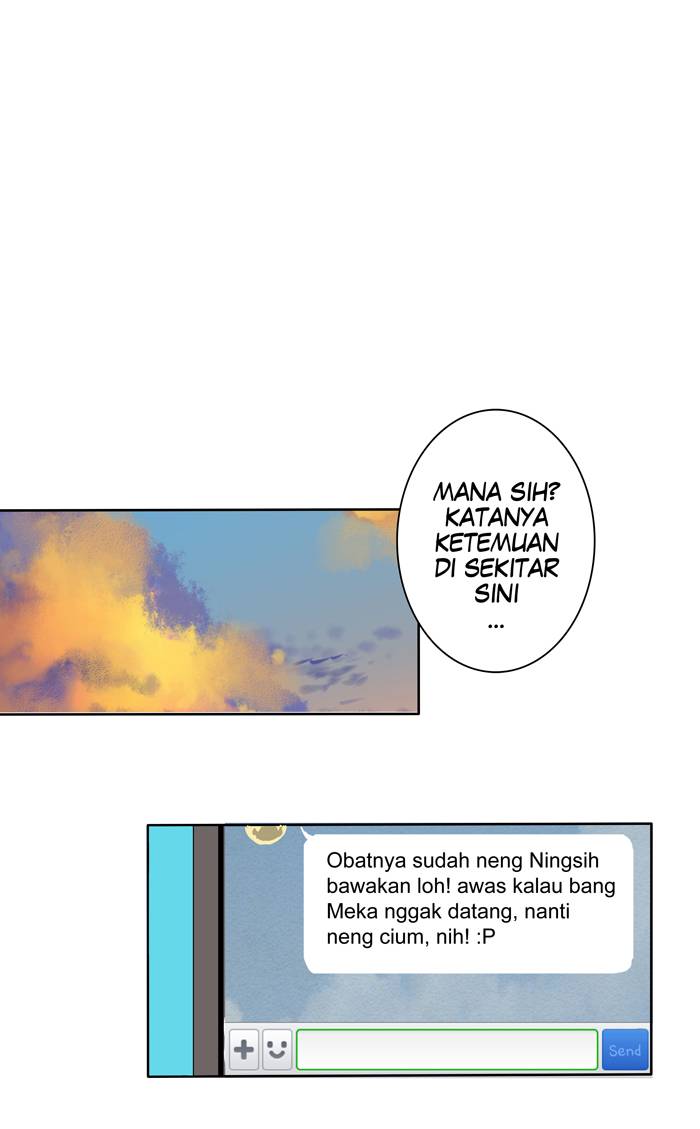 MANA SIH?
KATANYA
KETEMUAN
DI SEKITAR
SINI
...
Obatnya sudah neng Ningsih
bawakan loh! awas kalau bang
Meka nggak datang, nanti
neng cium, nih! :P
Send